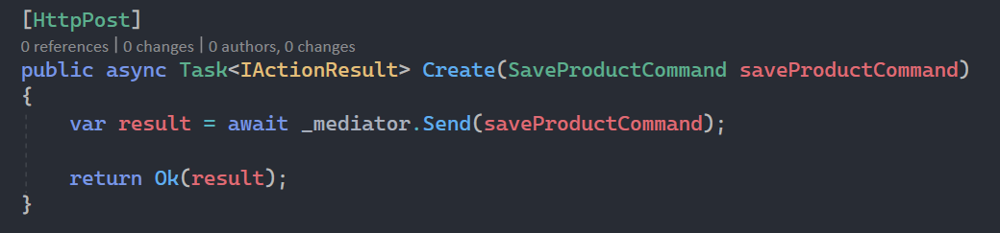 [HttpPost]
0 references | 0 changes | 0 authors, 0 changes
public async Task<IActionResult> Create(SaveProductCommand saveProductCommand)
{
var result = await _mediator.Send(saveProductCommand);
return Ok(result);
}